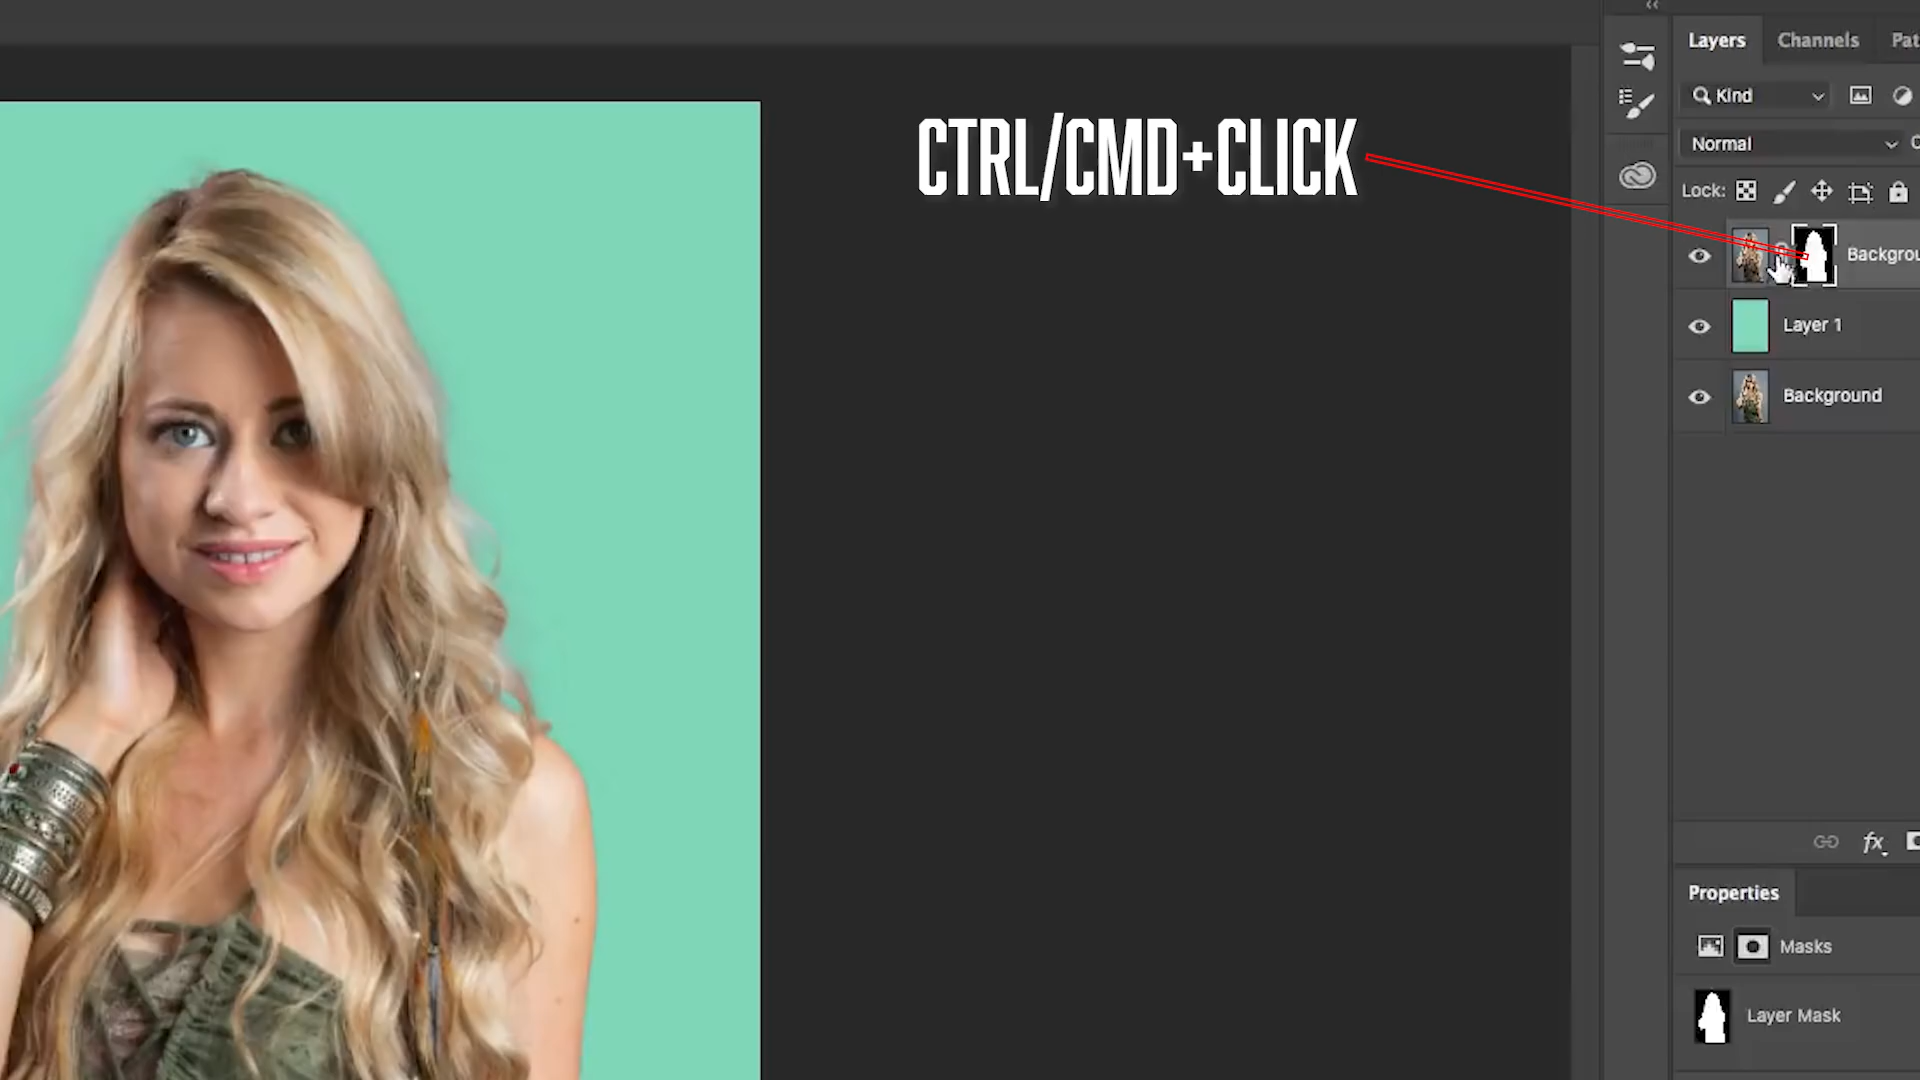 Layers Channels Pat
Kind
CTRL/CMD+CLICK
Normal
Lock:
Backgrou
Layer 1
Background
fx
Properties
Masks
Layer Mask